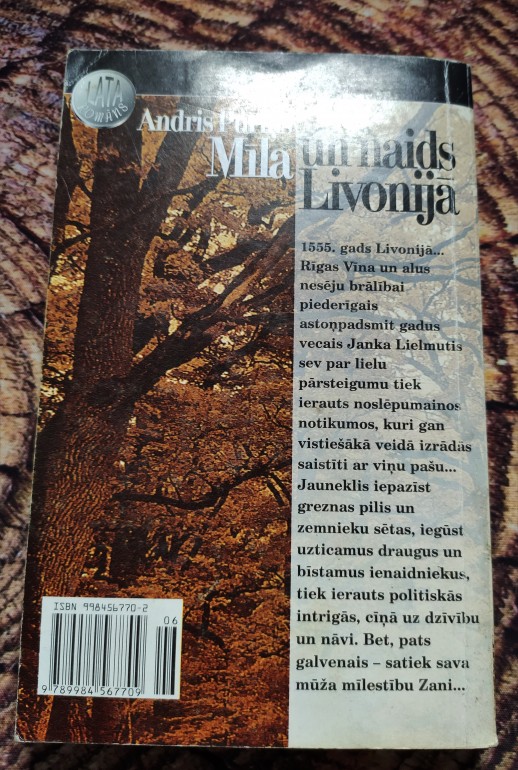 LATA
ROMĀNS
Andris
Mīla un naids
Livonijā
1555. gads Livonijā...
Rīgas Vīna un alus
nesēju brālībai
piederīgais
astoņpadsmit gadus
vecais Janka Lielmutis
sev par lielu
pārsteigumu tiek
ierauts noslēpumainos
notikumos, kuri gan
vistiešākā veidā izrādās
saistīti ar viņu pašu...
Jauneklis iepazīst
greznas pilis un
zemnieku sētas, iegūst
uzticamus draugus un
bīstamus ienaidniekus,
tiek ierauts politiskās
intrigās, cīņā uz dzīvību
un nāvi. Bet, pats
galvenais – satiek sava
mūža mīlestību Zani...
ISBN 998456770-2
06
9 789984 567709